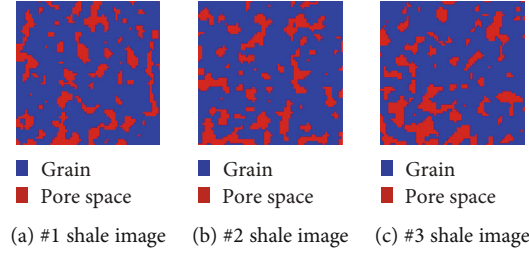 Grain
Pore space
(a) #1 shale image
Grain
Pore space
(b) #2 shale image
Grain
Pore space
(c) #3 shale image